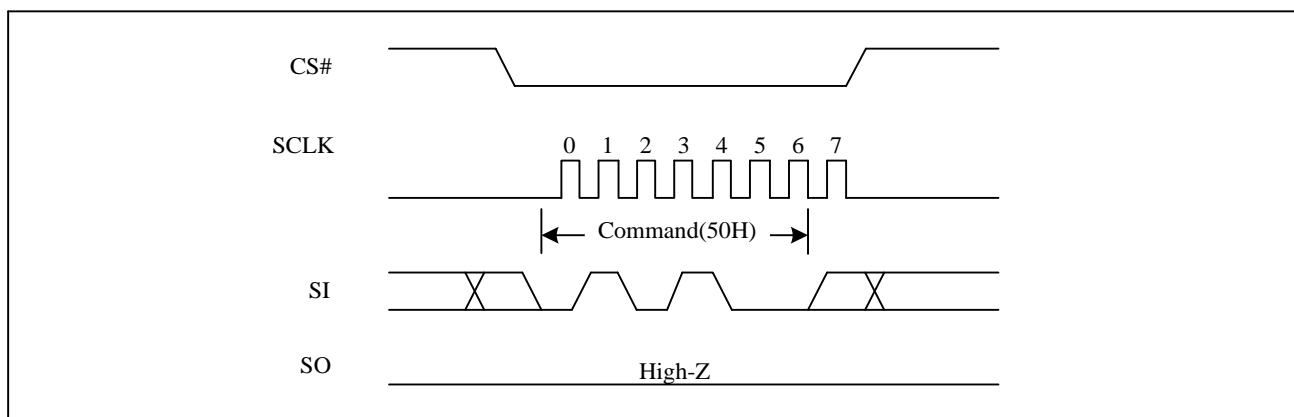 CS#
SCLK
0 1 2 3 4 5 6 7
Command(50H)
SI
SO
High-Z